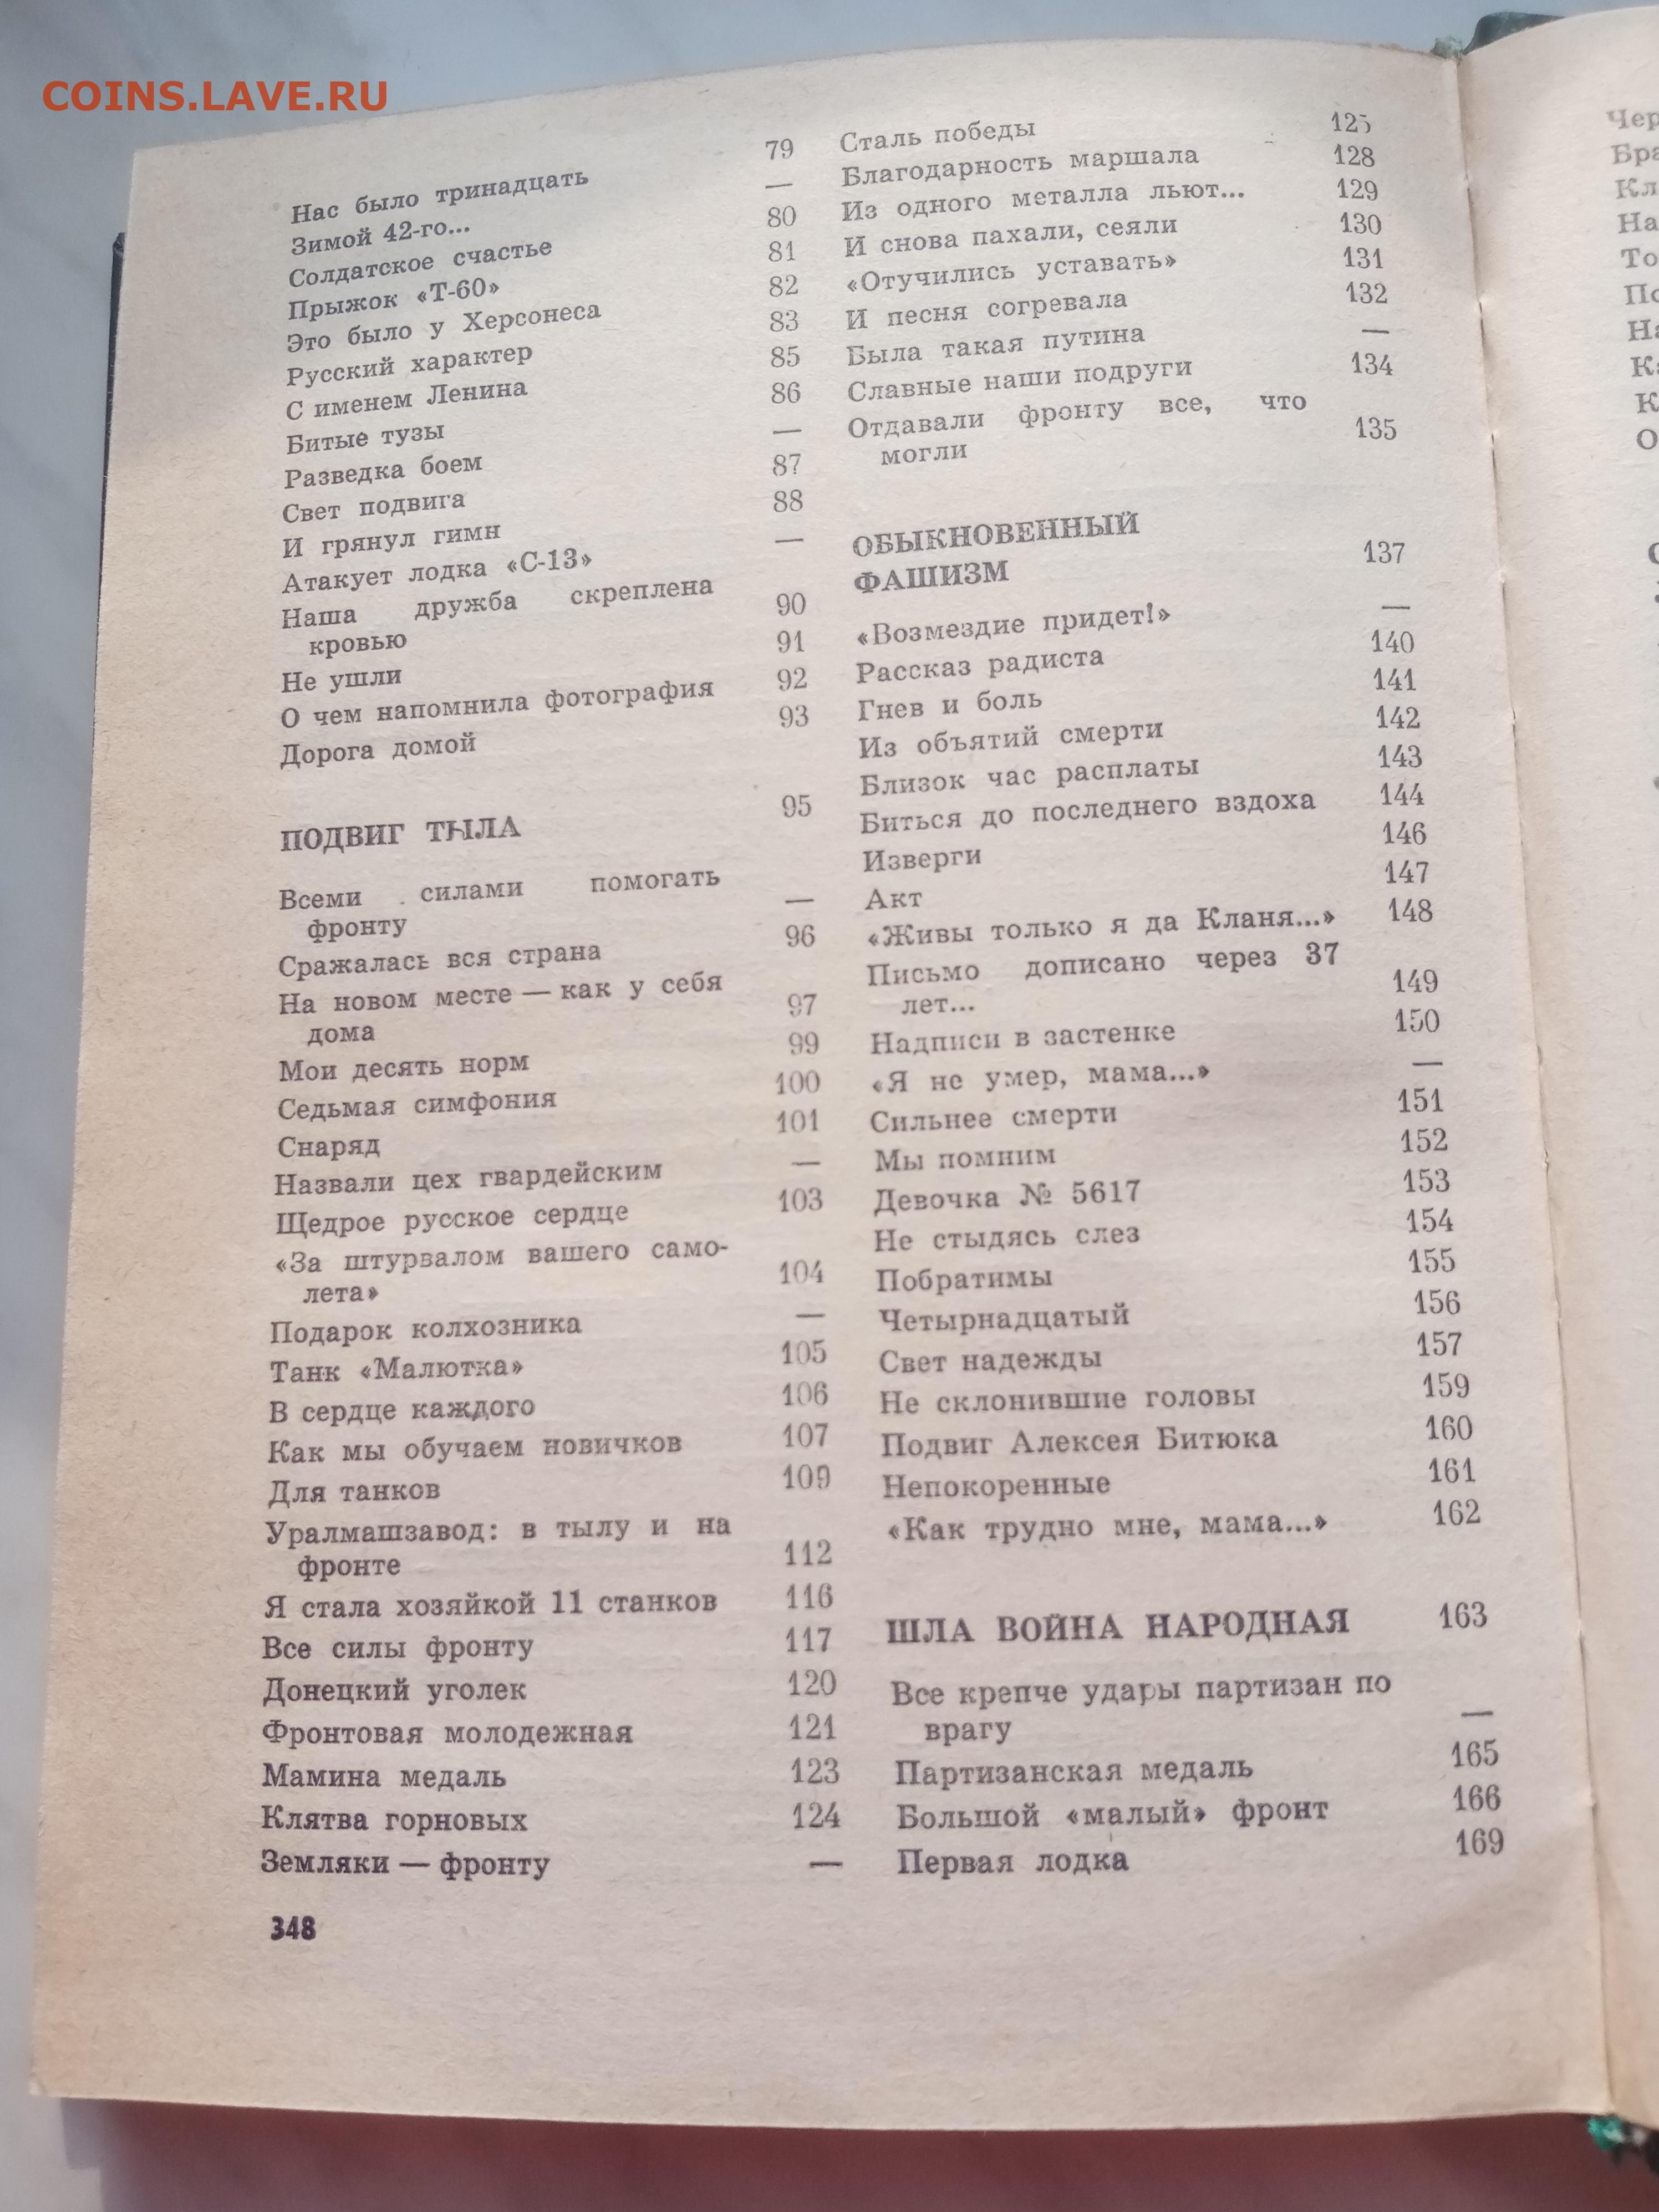 COINS.LAVE.RU
Нас было тринадцать 79
Зимой 42-го... —
Солдатское счастье 80
Прыжок «Т-60» 81
Это было у Херсонеса 82
Русский характер 83
С именем Ленина 85
Битые тузы 86
Разведка боем —
Свет подвига 87
И грянул гимн 88
Атакует лодка «С-13» —
Наша дружба скреплена
кровью 90
Не ушли 91
О чем напомнила фотография 92
Дорога домой 93
ПОДВИГ ТЫЛА 95
Всеми силами помогать
фронту —
Сражалась вся страна 96
На новом месте — как у себя
дома 97
Мои десять норм 99
Седьмая симфония 100
Снаряд 101
Назвали цех гвардейским —
Щедрое русское сердце 103
«За штурвалом вашего само-
лета» 104
Подарок колхозника —
Танк «Малютка» 105
В сердце каждого 106
Как мы обучаем новичков 107
Для танков 109
Уралмашзавод: в тылу и на
фронте 112
Я стала хозяйкой 11 станков 116
Все силы фронту 117
Донецкий уголек 120
Фронтовая молодежная 121
Мамина медаль 123
Клятва горновых 124
Земляки — фронту —
348
Сталь победы 125
Благодарность маршала 128
Из одного металла льют... 129
И снова пахали, сеяли 130
«Отучились уставать» 131
И песня согревала 132
Была такая путина —
Славные наши подруги 134
Отдавали фронту все, что
могли 135
ОБЫКНОВЕННЫЙ
ФАШИЗМ 137
«Возмездие придет!» —
Рассказ радиста 140
Гнев и боль 141
Из объятий смерти 142
Близок час расплаты 143
Биться до последнего вздоха 144
Изверги 146
Акт 147
«Живы только я да Кланя...» 148
Письмо дописано через 37
лет... 149
Надписи в застенке 150
«Я не умер, мама...» —
Сильнее смерти 151
Мы помним 152
Девочка № 5617 153
Не стыдясь слез 154
Побратимы 155
Четырнадцатый 156
Свет надежды 157
Не склонившие головы 159
Подвиг Алексея Битюка 160
Непокоренные 161
«Как трудно мне, мама...» 162
ШЛА ВОЙНА НАРОДНАЯ 163
Все крепче удары партизан по
врагу —
Партизанская медаль 165
Большой «малый» фронт 166
Первая лодка 169